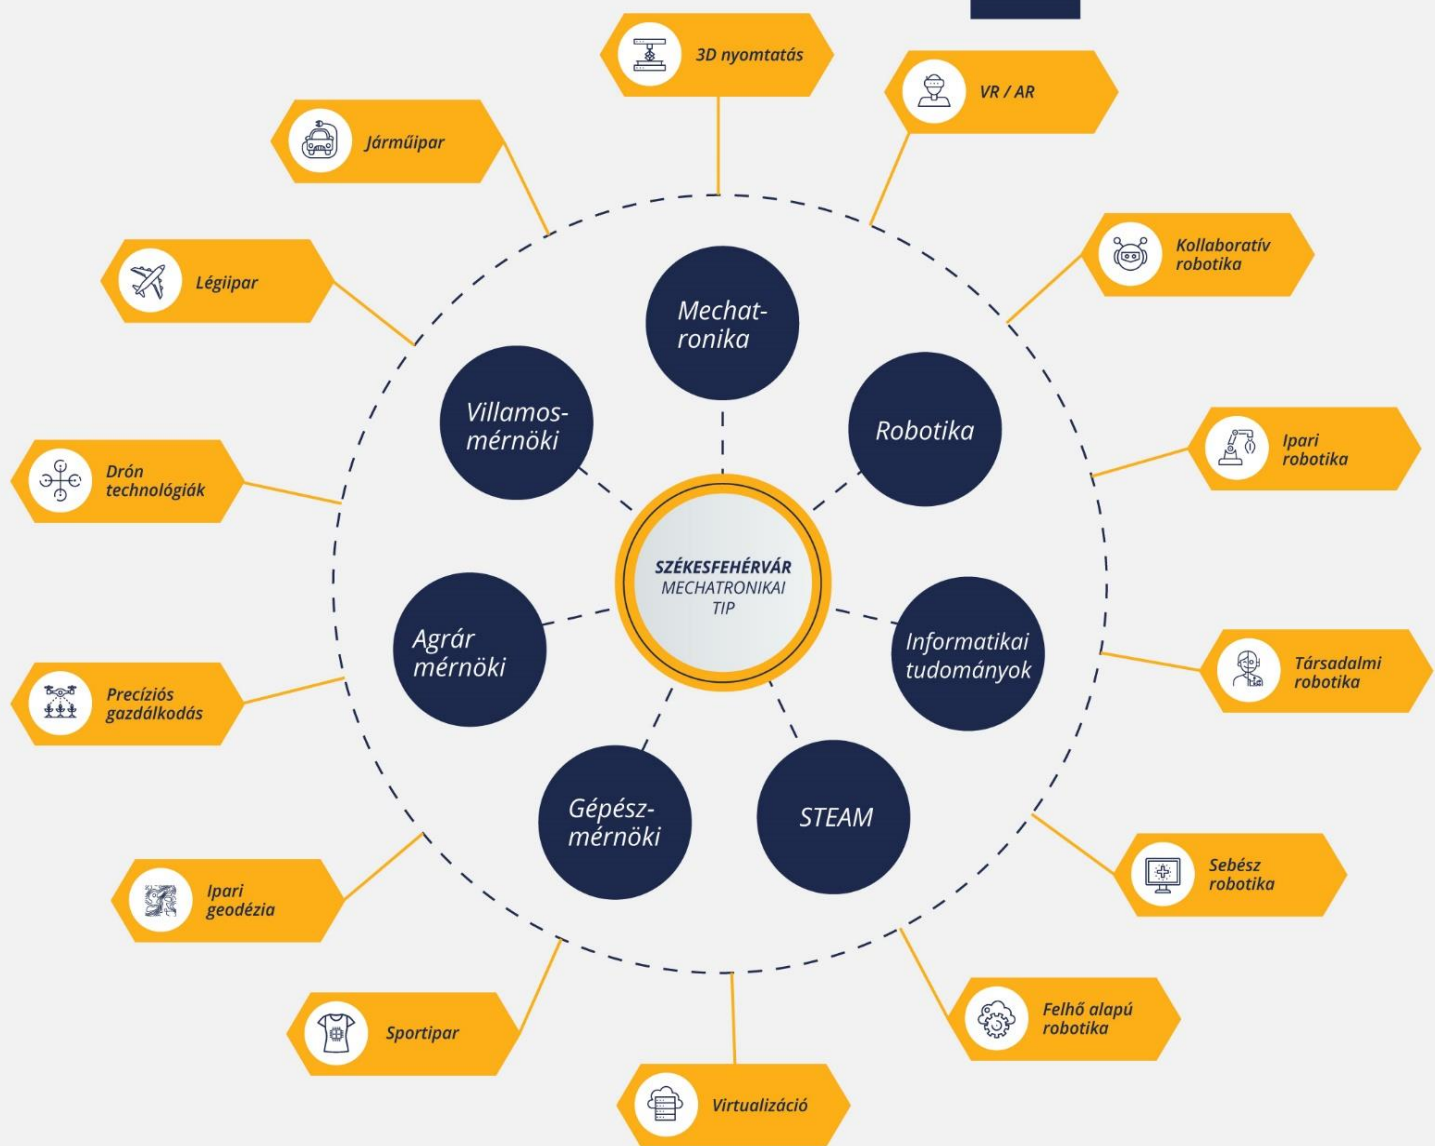 3D nyomtatás
VR / AR
Járműipar
Kollaratív
robotika
Légiipar
Mechat-
ronika
Villamos-
mérnöki
Robotika
Ipari
robotika
Drón
technológiák
SZÉKESFEHÉRVÁR
MECHATRONIKAI
TIP
Agrár
mérnöki
Informatikai
tudományok
Társadalmi
robotika
Precíziós
gazdálkodás
Gépész-
mérnöki
STEAM
Sebész
robotika
Ipari
geodézia
Sportipar
Felhő alapú
robotika
Virtualizáció